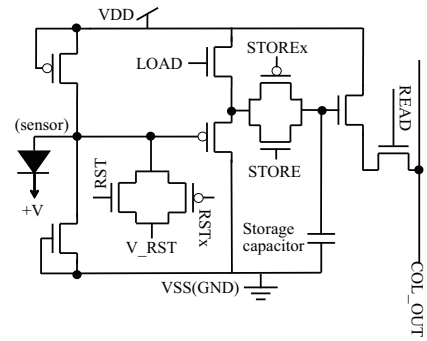 VDD
STOREx
LOAD
READ
(sensor)
RST
RSTx
STORE
+V
V_RST
Storage
capacitor
VSS(GND)
COL_OUT